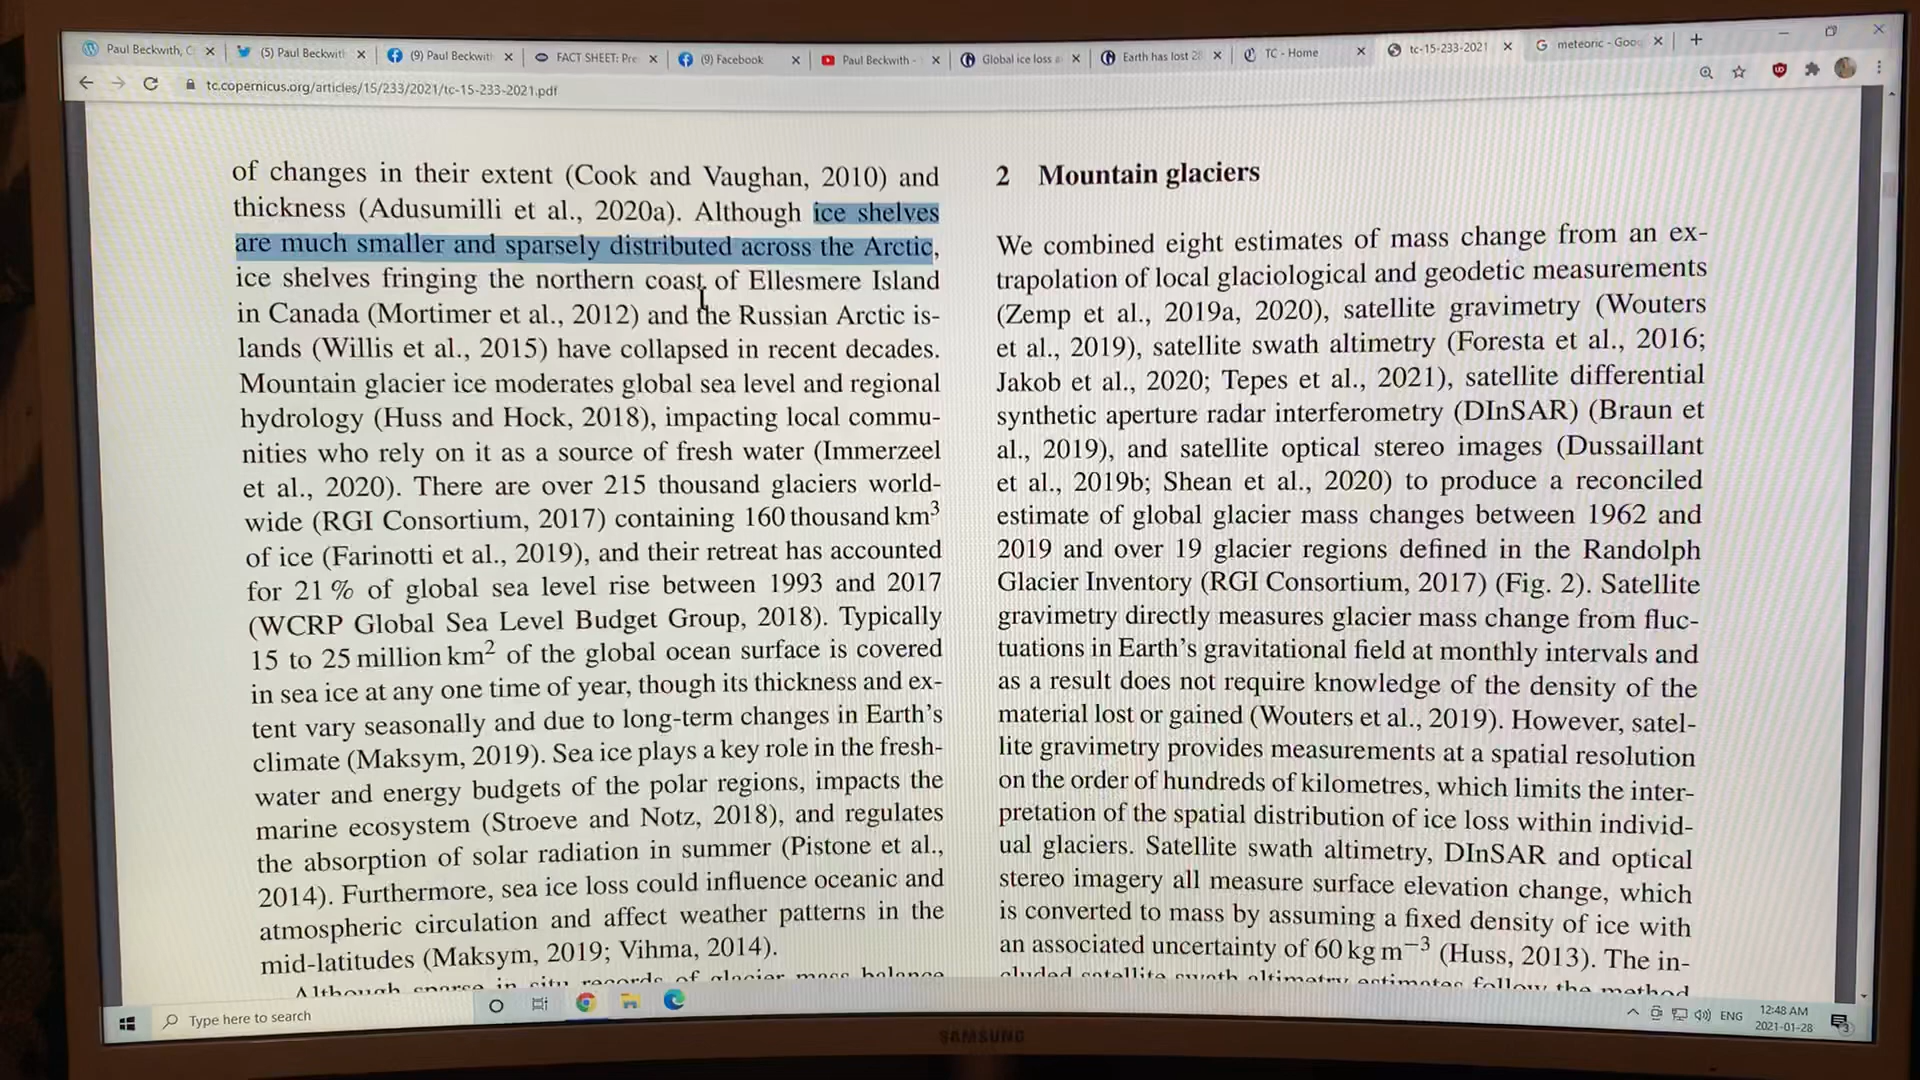 Paul Beckwith, C
(5) Paul Beckwit
(9) Paul Beckwit
FACT SHEET: Pre
(9) Facebook
Paul Beckwith -
Global ice loss
Earth has lost 28
TC - Home
tc-15-233-2021
meteoric - Goo
tc.copernicus.org/articles/15/233/2021/tc-15-233-2021.pdf
of changes in their extent (Cook and Vaughan, 2010) and
thickness (Adusumilli et al., 2020a). Although ice shelves
are much smaller and sparsely distributed across the Arctic,
ice shelves fringing the northern coast of Ellesmere Island
in Canada (Mortimer et al., 2012) and the Russian Arctic is-
lands (Willis et al., 2015) have collapsed in recent decades.
Mountain glacier ice moderates global sea level and regional
hydrology (Huss and Hock, 2018), impacting local commu-
nities who rely on it as a source of fresh water (Immerzeel
et al., 2020). There are over 215 thousand glaciers world-
wide (RGI Consortium, 2017) containing 160 thousand km³
of ice (Farinotti et al., 2019), and their retreat has accounted
for 21 % of global sea level rise between 1993 and 2017
(WCRP Global Sea Level Budget Group, 2018). Typically
15 to 25 million km² of the global ocean surface is covered
in sea ice at any one time of year, though its thickness and ex-
tent vary seasonally and due to long-term changes in Earth's
climate (Maksym, 2019). Sea ice plays a key role in the fresh-
water and energy budgets of the polar regions, impacts the
marine ecosystem (Stroeve and Notz, 2018), and regulates
the absorption of solar radiation in summer (Pistone et al.,
2014). Furthermore, sea ice loss could influence oceanic and
atmospheric circulation and affect weather patterns in the
mid-latitudes (Maksym, 2019; Vihma, 2014).
Although sparse in situ records of glacier mass balance
2 Mountain glaciers
We combined eight estimates of mass change from an ex-
trapolation of local glaciological and geodetic measurements
(Zemp et al., 2019a, 2020), satellite gravimetry (Wouters
et al., 2019), satellite swath altimetry (Foresta et al., 2016;
Jakob et al., 2020; Tepes et al., 2021), satellite differential
synthetic aperture radar interferometry (DInSAR) (Braun et
al., 2019), and satellite optical stereo images (Dussaillant
et al., 2019b; Shean et al., 2020) to produce a reconciled
estimate of global glacier mass changes between 1962 and
2019 and over 19 glacier regions defined in the Randolph
Glacier Inventory (RGI Consortium, 2017) (Fig. 2). Satellite
gravimetry directly measures glacier mass change from fluc-
tuations in Earth's gravitational field at monthly intervals and
as a result does not require knowledge of the density of the
material lost or gained (Wouters et al., 2019). However, satel-
lite gravimetry provides measurements at a spatial resolution
on the order of hundreds of kilometres, which limits the inter-
pretation of the spatial distribution of ice loss within individ-
ual glaciers. Satellite swath altimetry, DInSAR and optical
stereo imagery all measure surface elevation change, which
is converted to mass by assuming a fixed density of ice with
an associated uncertainty of 60 kg m⁻³ (Huss, 2013). The in-
cluded satellite swath altimetry estimates follow the method
Type here to search
ENG
12:48 AM
2021-01-28
3
SAMSUNG